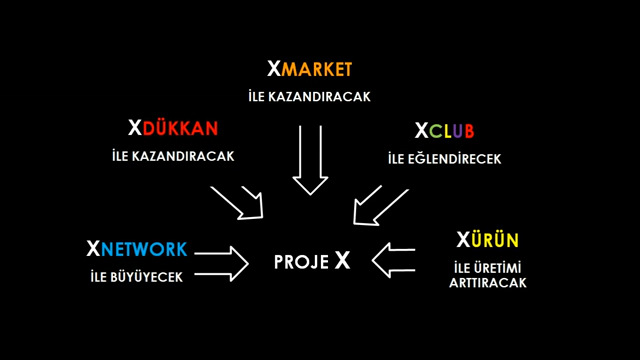 XMARKET
İLE KAZANDIRACAK
XDÜKKAN
İLE KAZANDIRACAK
XCLUB
İLE EĞLENDİRECEK
XNETWORK
İLE BÜYÜYECEK
PROJE X
XÜRÜN
İLE ÜRETİMİ
ARTTIRACAK